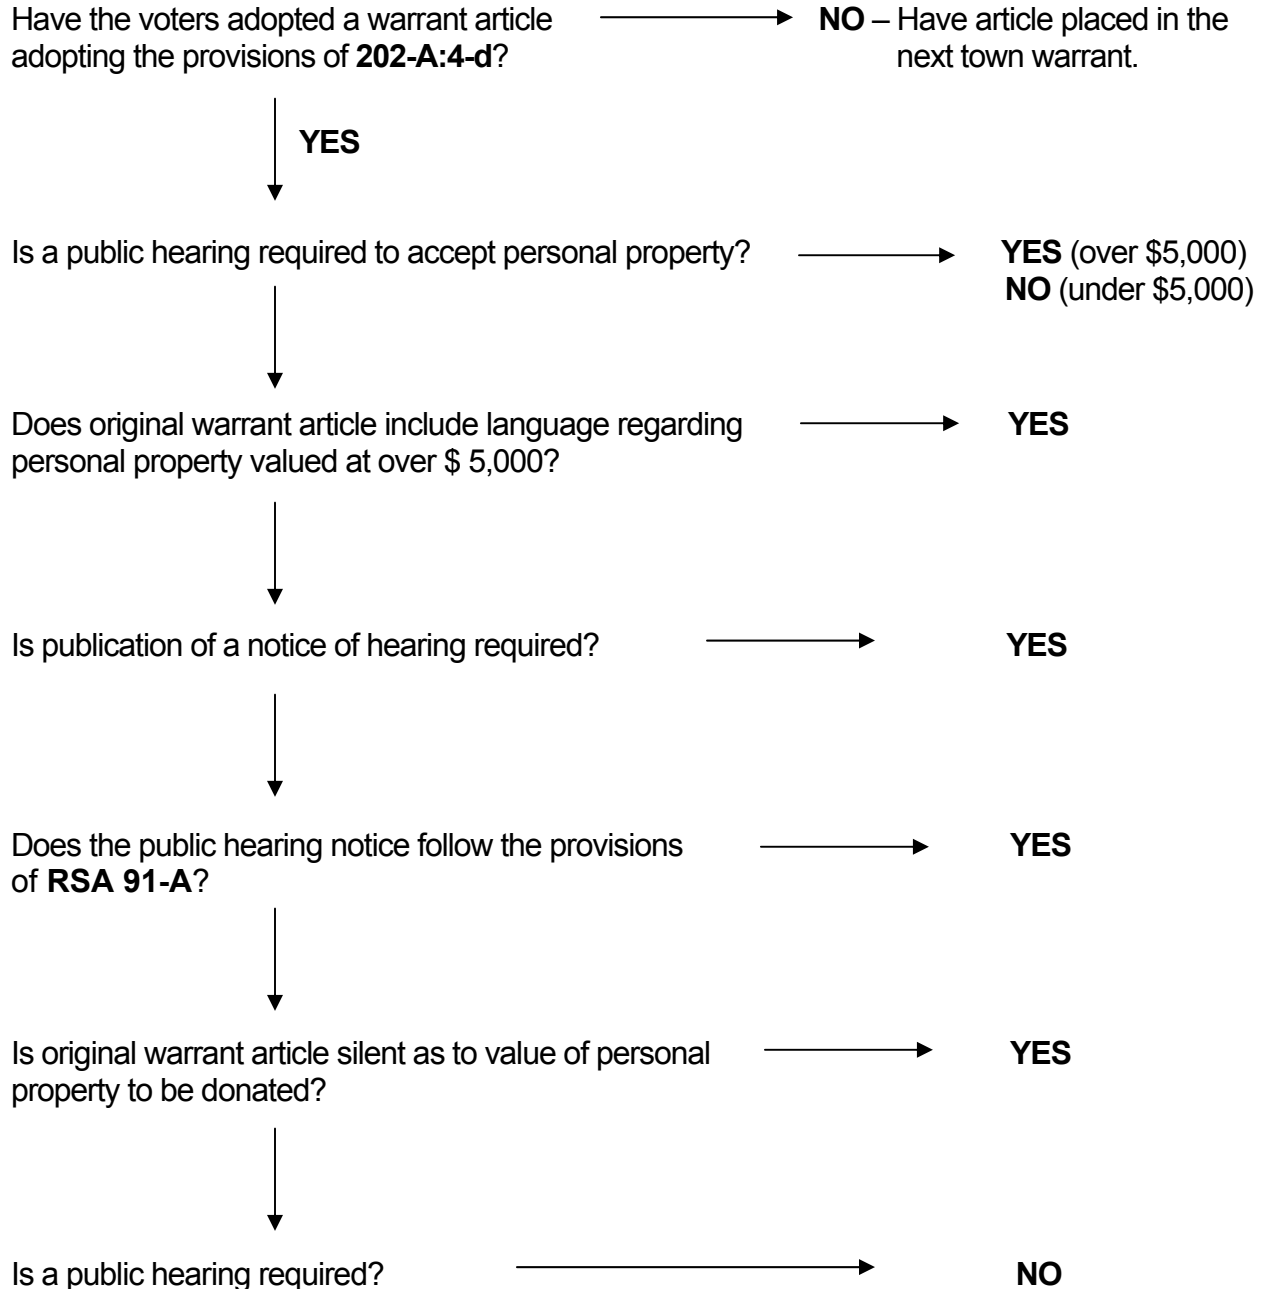 Have the voters adopted a warrant article
adopting the provisions of 202-A:4-d?
NO – Have article placed in the
next town warrant.
YES
Is a public hearing required to accept personal property?
YES (over $5,000)
NO (under $5,000)
Does original warrant article include language regarding
personal property valued at over $ 5,000?
YES
Is publication of a notice of hearing required?
YES
Does the public hearing notice follow the provisions
of RSA 91-A?
YES
Is original warrant article silent as to value of personal
property to be donated?
YES
Is a public hearing required?
NO